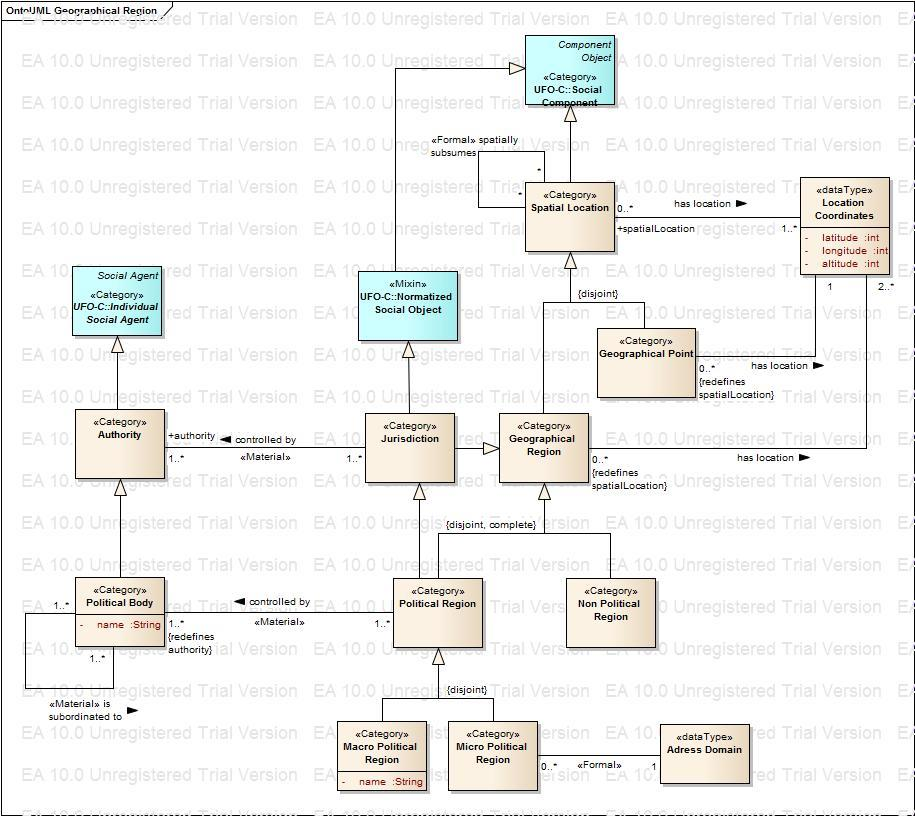 OntoUML Geographical Region
EA 10.0 Unregistered Trial Version
Component
Object
«Category»
UFO-C::Social
Component
«Formal» spatially
subsumes
*
*
«Category»
Spatial Location
0..*
+spatialLocation
has location
1..*
«dataType»
Location
Coordinates
- latitude :int
- longitude :int
- altitude :int
1
2..*
Social Agent
«Category»
UFO-C::Individual
Social Agent
«Mixin»
UFO-C::Normatized
Social Object
{disjoint}
«Category»
Geographical Point
0..*
{redefines
spatialLocation}
has location
«Category»
Authority
+authority
1..*
controlled by
«Material»
1..*
«Category»
Jurisdiction
«Category»
Geographical
Region
0..*
{redefines
spatialLocation}
has location
{disjoint, complete}
«Category»
Political Body
- name :String
1..*
1..*
«Material» is
subordinated to
1..*
{redefines
authority}
controlled by
«Material»
1..*
«Category»
Political Region
«Category»
Non Political
Region
{disjoint}
«Category»
Macro Political
Region
- name :String
«Category»
Micro Political
Region
0..*
«Formal»
1
«dataType»
Adress Domain